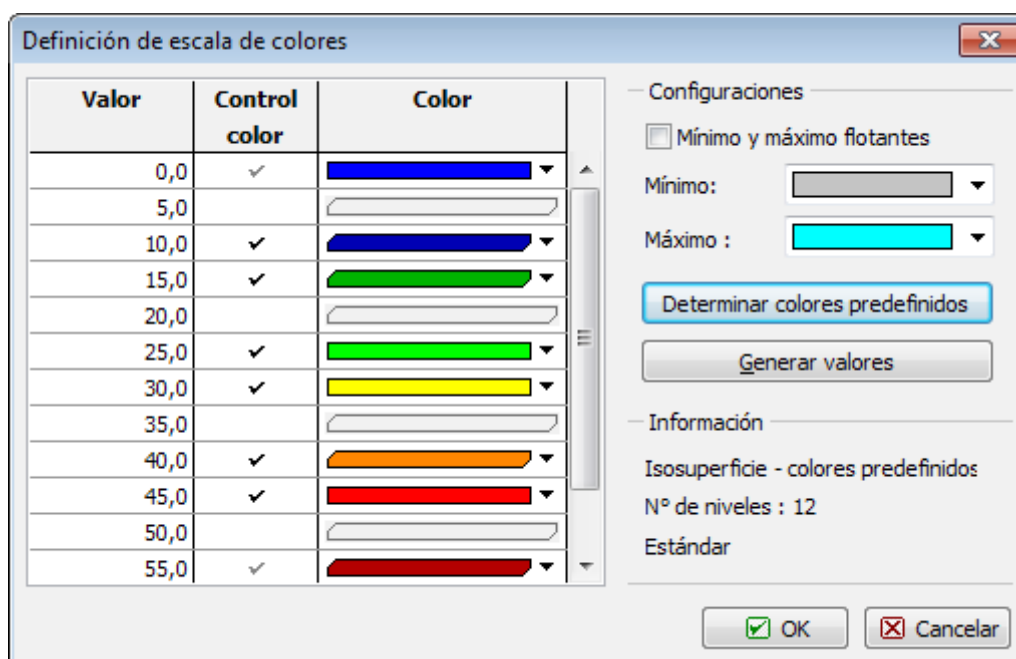 Definición de escala de colores
Valor Control color Color
0,0
5,0
10,0
15,0
20,0
25,0
30,0
35,0
40,0
45,0
50,0
55,0
Configuraciones
Mínimo y máximo flotantes
Mínimo:
Máximo :
Determinar colores predefinidos
Generar valores
Información
Isosuperficie - colores predefinidos
N° de niveles : 12
Estándar
OK Cancelar